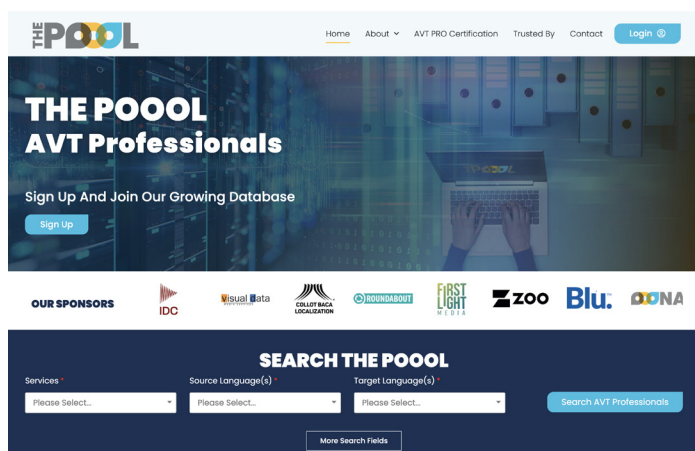 THE POOOL
Home About AVT PRO Certification Trusted By Contact Login
THE POOOL
AVT Professionals
THE POOOL
Sign Up And Join Our Growing Database
Sign Up
OUR SPONSORS
IDC
Visual Data
COLLOT BACA
LOCALIZATION
ROUNDABOUT
FIRST
LIGHT
MEDIA
ZOO
Blu.
OOONA
SEARCH THE POOOL
Services * Source Language(s) * Target Language(s) *
Please Select... Please Select... Please Select... Search AVT Professionals
More Search Fields